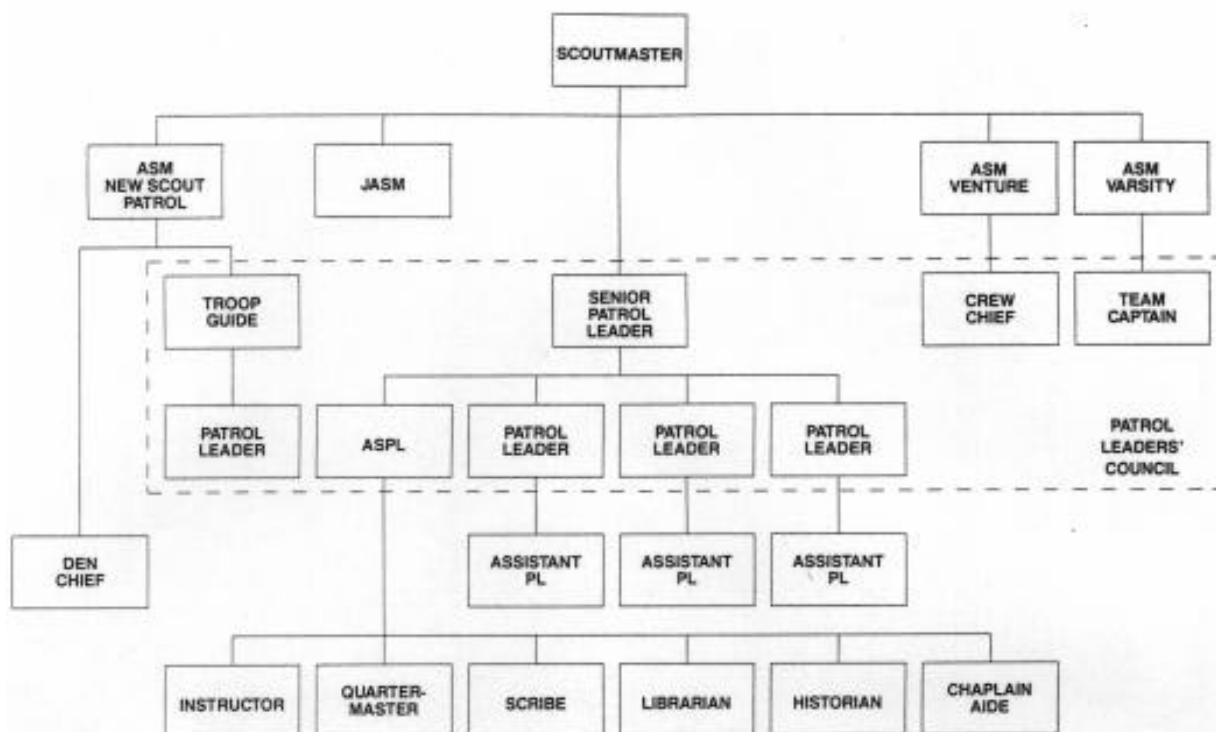 SCOUTMASTER
ASM
NEW SCOUT
PATROL
JASM
ASM
VENTURE
ASM
VARSITY
TROOP
GUIDE
SENIOR
PATROL
LEADER
CREW
CHIEF
TEAM
CAPTAIN
PATROL
LEADER
ASPL
PATROL
LEADER
PATROL
LEADER
PATROL
LEADER
PATROL
LEADERS'
COUNCIL
DEN
CHIEF
ASSISTANT
PL
ASSISTANT
PL
ASSISTANT
PL
INSTRUCTOR
QUARTER-
MASTER
SCRIBE
LIBRARIAN
HISTORIAN
CHAPLAIN
AIDE